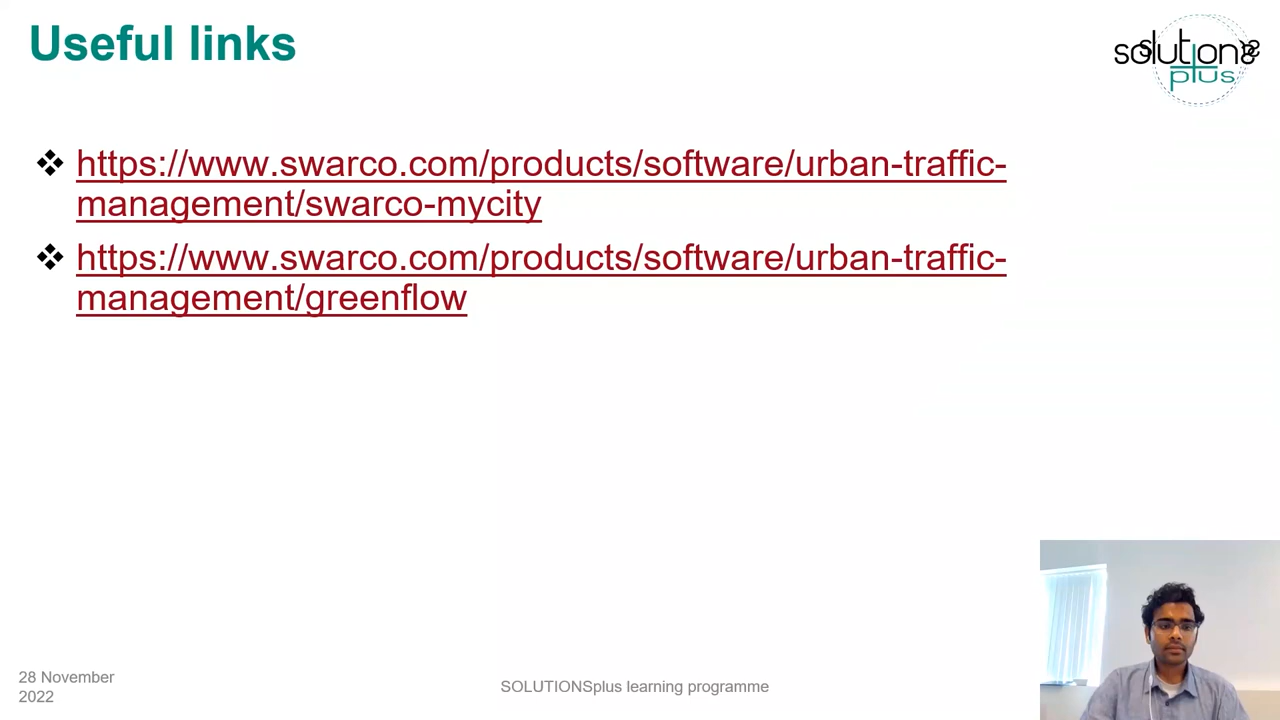 Useful links
solutions
plus
❖ https://www.swarco.com/products/software/urban-traffic-
management/swarco-mycity
❖ https://www.swarco.com/products/software/urban-traffic-
management/greenflow
28 November
2022
SOLUTIONSplus learning programme